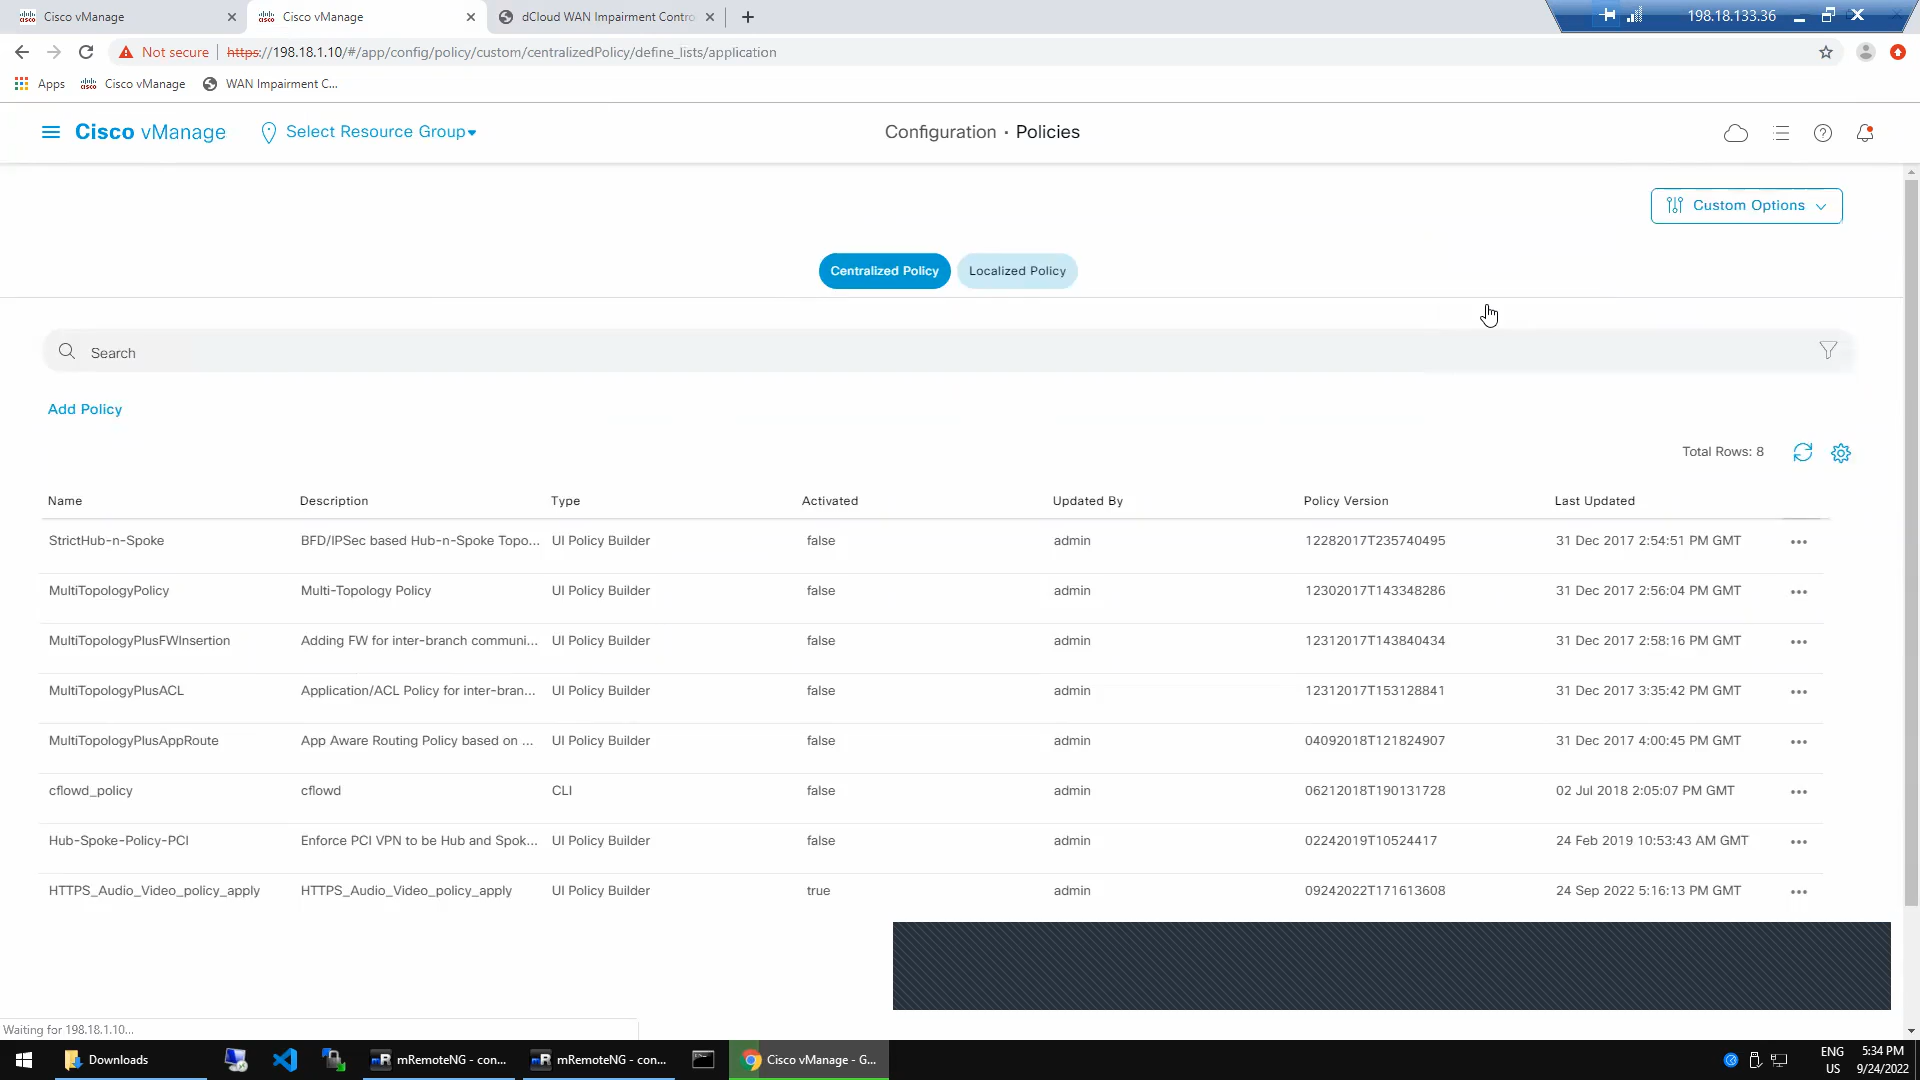 Cisco vManage
Cisco vManage
dCloud WAN Impairment Contro
198.18.133.36
Not secure
https://198.18.1.10/#/app/config/policy/custom/centralizedPolicy/define_lists/application
Apps
Cisco vManage
WAN Impairment C...
Cisco vManage
Select Resource Group
Configuration · Policies
Custom Options
Centralized Policy
Localized Policy
Search
Add Policy
Total Rows: 8
Name Description Type Activated Updated By Policy Version Last Updated
StrictHub-n-Spoke BFD/IPSec based Hub-n-Spoke Topo... UI Policy Builder false admin 12282017T235740495 31 Dec 2017 2:54:51 PM GMT
MultiTopologyPolicy Multi-Topology Policy UI Policy Builder false admin 12302017T143348286 31 Dec 2017 2:56:04 PM GMT
MultiTopologyPlusFWInsertion Adding FW for inter-branch communi... UI Policy Builder false admin 12312017T143840434 31 Dec 2017 2:58:16 PM GMT
MultiTopologyPlusACL Application/ACL Policy for inter-bran... UI Policy Builder false admin 12312017T153128841 31 Dec 2017 3:35:42 PM GMT
MultiTopologyPlusAppRoute App Aware Routing Policy based on ... UI Policy Builder false admin 04092018T121824907 31 Dec 2017 4:00:45 PM GMT
cflowd_policy cflowd CLI false admin 06212018T190131728 02 Jul 2018 2:05:07 PM GMT
Hub-Spoke-Policy-PCI Enforce PCI VPN to be Hub and Spok... UI Policy Builder false admin 02242019T10524417 24 Feb 2019 10:53:43 AM GMT
HTTPS_Audio_Video_policy_apply HTTPS_Audio_Video_policy_apply UI Policy Builder true admin 09242022T171613608 24 Sep 2022 5:16:13 PM GMT
Waiting for 198.18.1.10...
Downloads
mRemoteNG - con...
mRemoteNG - con...
Cisco vManage - G...
ENG
US
5:34 PM
9/24/2022